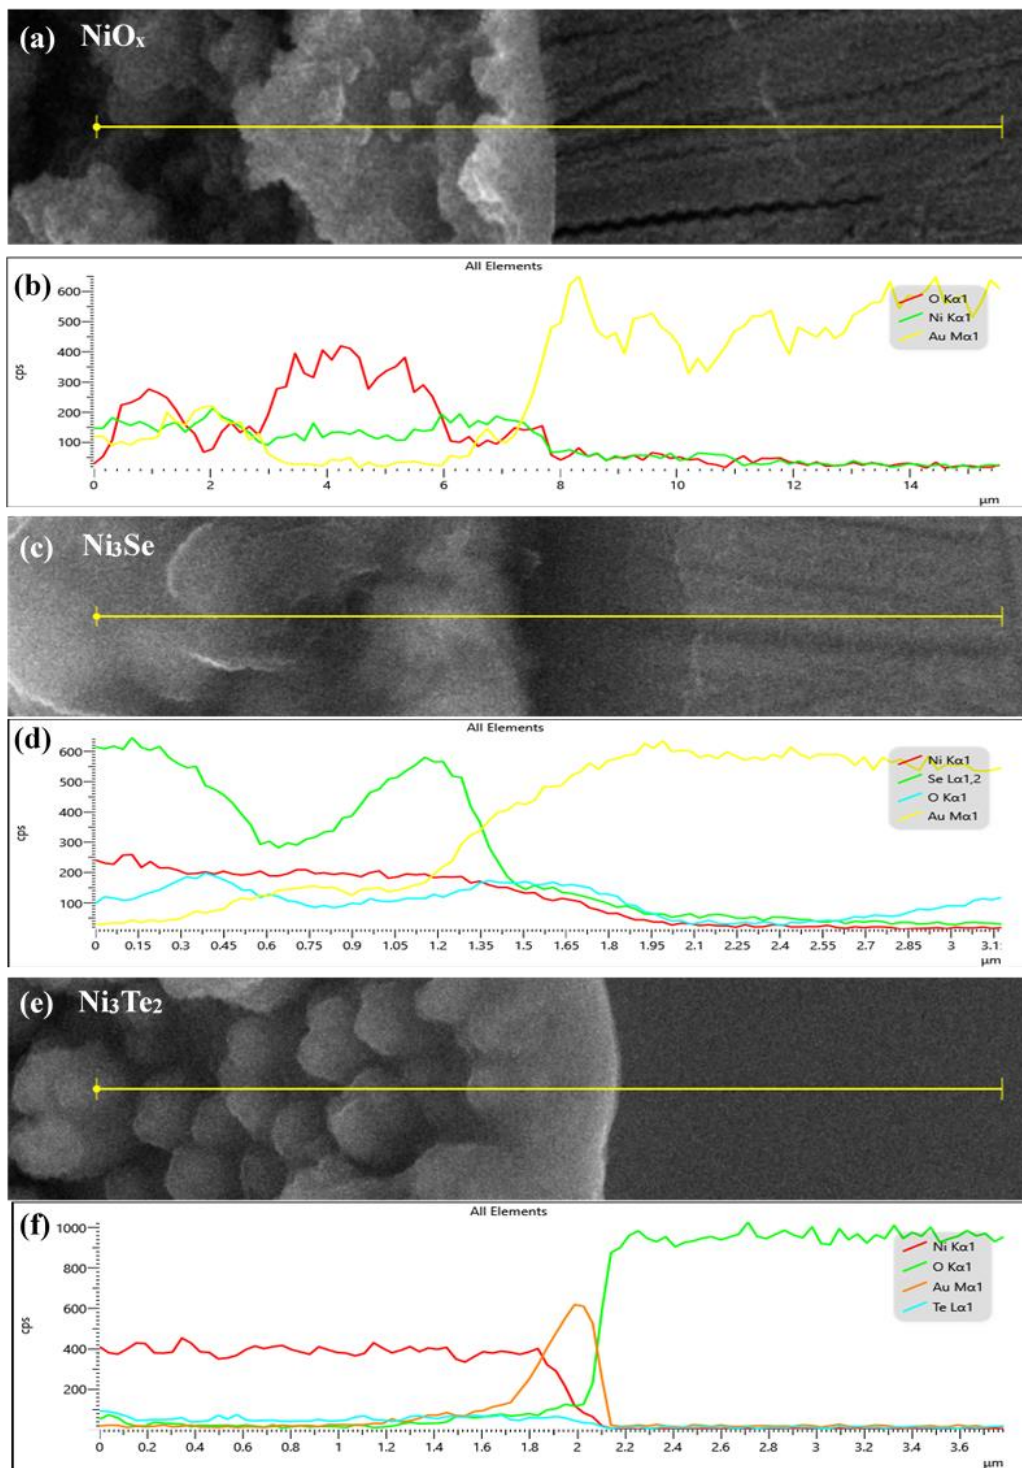 (a) NiOₓ
(b)
All Elements
600
500
400
300
200
100
cps
O Kα1
Ni Kα1
Au Mα1
0 2 4 6 8 10 12 14
µm
(c) Ni₃Se
(d)
All Elements
600
500
400
300
200
100
cps
Ni Kα1
Se Lα1,2
O Kα1
Au Mα1
0 0.15 0.3 0.45 0.6 0.75 0.9 1.05 1.2 1.35 1.5 1.65 1.8 1.95 2.1 2.25 2.4 2.55 2.7 2.85 3 3.1
µm
(e) Ni₃Te₂
(f)
All Elements
1000
800
600
400
200
cps
Ni Kα1
O Kα1
Au Mα1
Te Lα1
0 0.2 0.4 0.6 0.8 1 1.2 1.4 1.6 1.8 2 2.2 2.4 2.6 2.8 3 3.2 3.4 3.6
µm